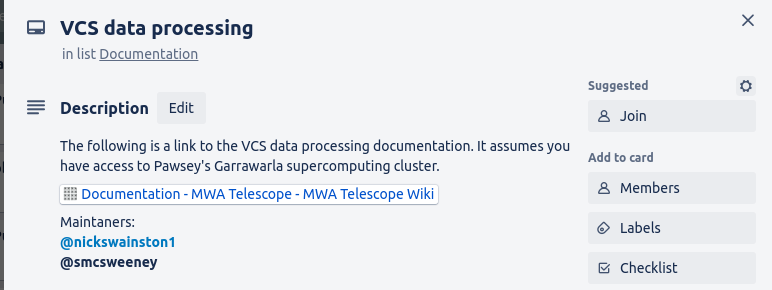 VCS data processing
in list Documentation
Description Edit
The following is a link to the VCS data processing documentation. It assumes you
have access to Pawsey's Garrawarla supercomputing cluster.
Documentation - MWA Telescope - MWA Telescope Wiki
Maintaners:
@nickswainston1
@smcsweeney
Suggested
Join
Add to card
Members
Labels
Checklist